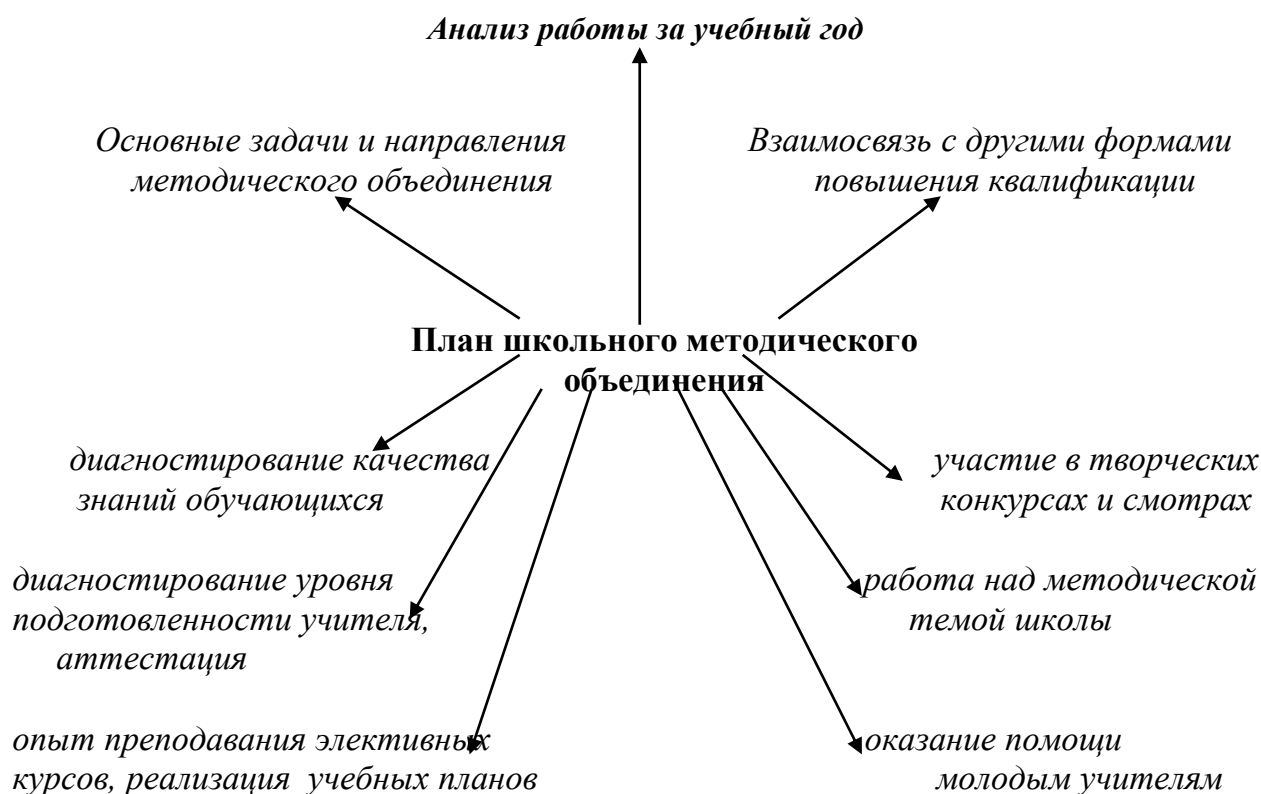 Анализ работы за учебный год
Основные задачи и направления
методического объединения
Взаимосвязь с другими формами
повышения квалификации
План школьного методического
объединения
диагностирование качества
знаний обучающихся
участие в творческих
конкурсах и смотрах
диагностирование уровня
подготовленности учителя,
аттестация
работа над методической
темой школы
опыт преподавания элективных
курсов, реализация учебных планов
оказание помощи
молодым учителям